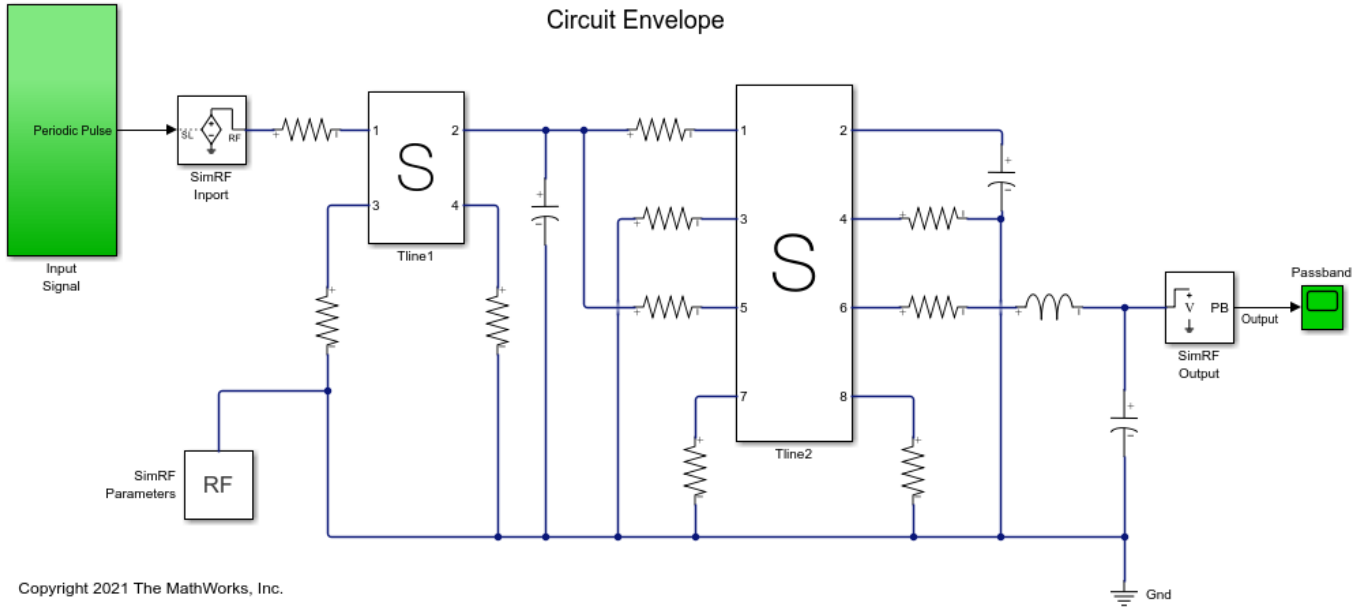 Circuit Envelope
Periodic Pulse
Input
Signal
SL
RF
SimRF
Inport
1
2
3
4
S
Tline1
1
2
3
4
5
6
7
8
S
Tline2
V
PB
SimRF
Output
Output
Passband
SimRF
Parameters
RF
Gnd
Copyright 2021 The MathWorks, Inc.